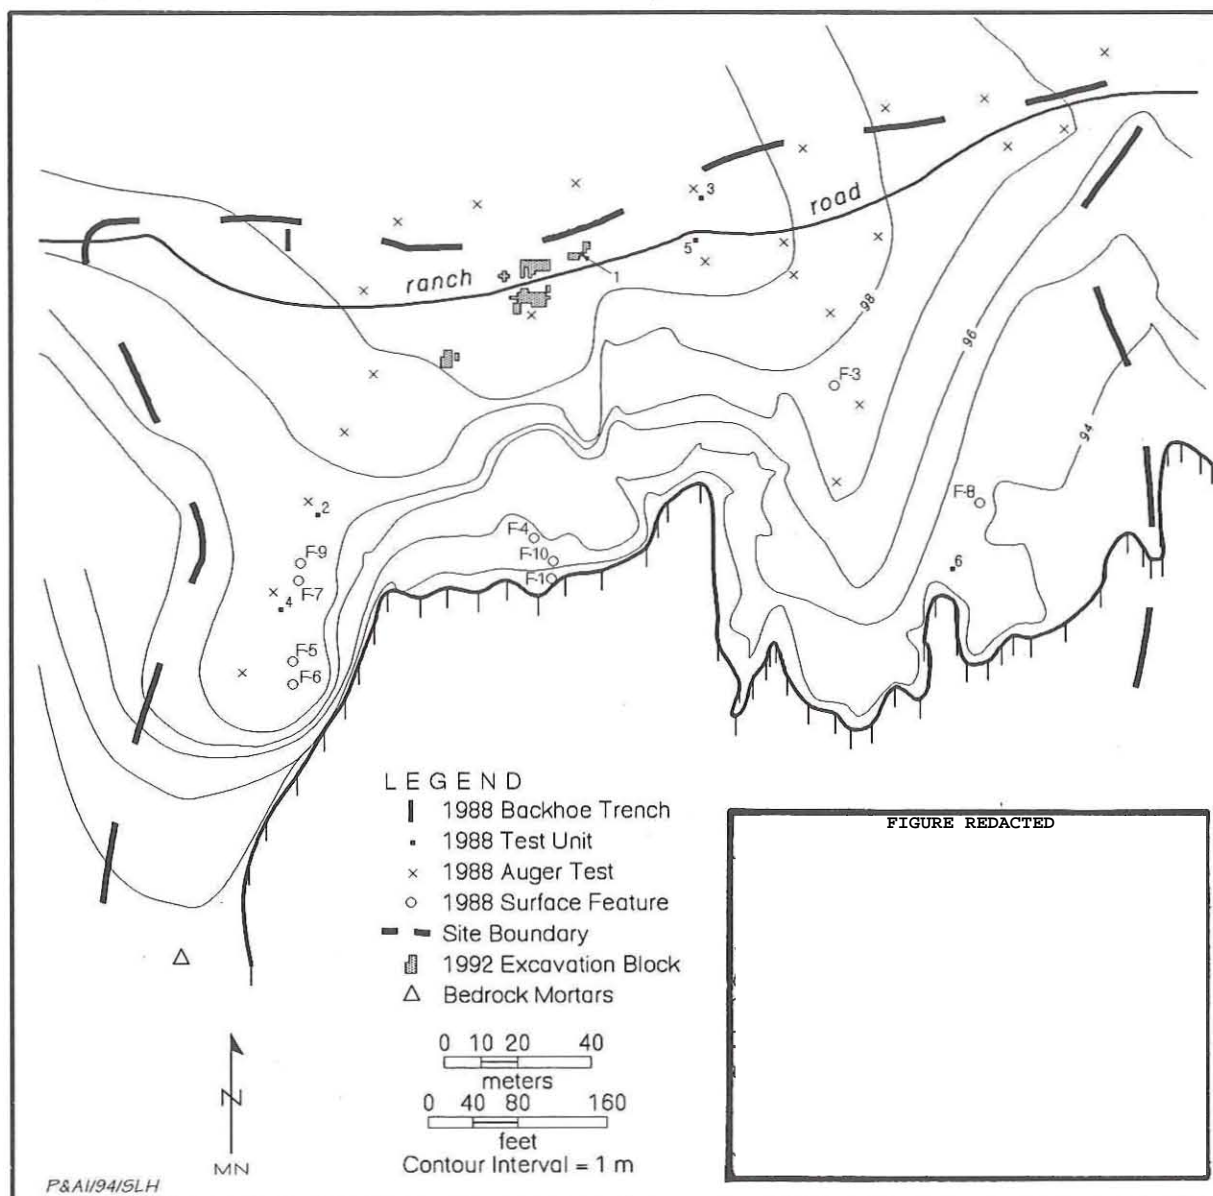 3
road
5
ranch
1
98
96
F-3
94
2
F-8
F-4
F-9
F-10
6
F-1
F-7
4
F-5
F-6
LEGEND
1988 Backhoe Trench
1988 Test Unit
1988 Auger Test
1988 Surface Feature
Site Boundary
1992 Excavation Block
Bedrock Mortars
FIGURE REDACTED
0 10 20 40
meters
0 40 80 160
feet
Contour Interval = 1 m
N
MN
P&AI/94/SLH